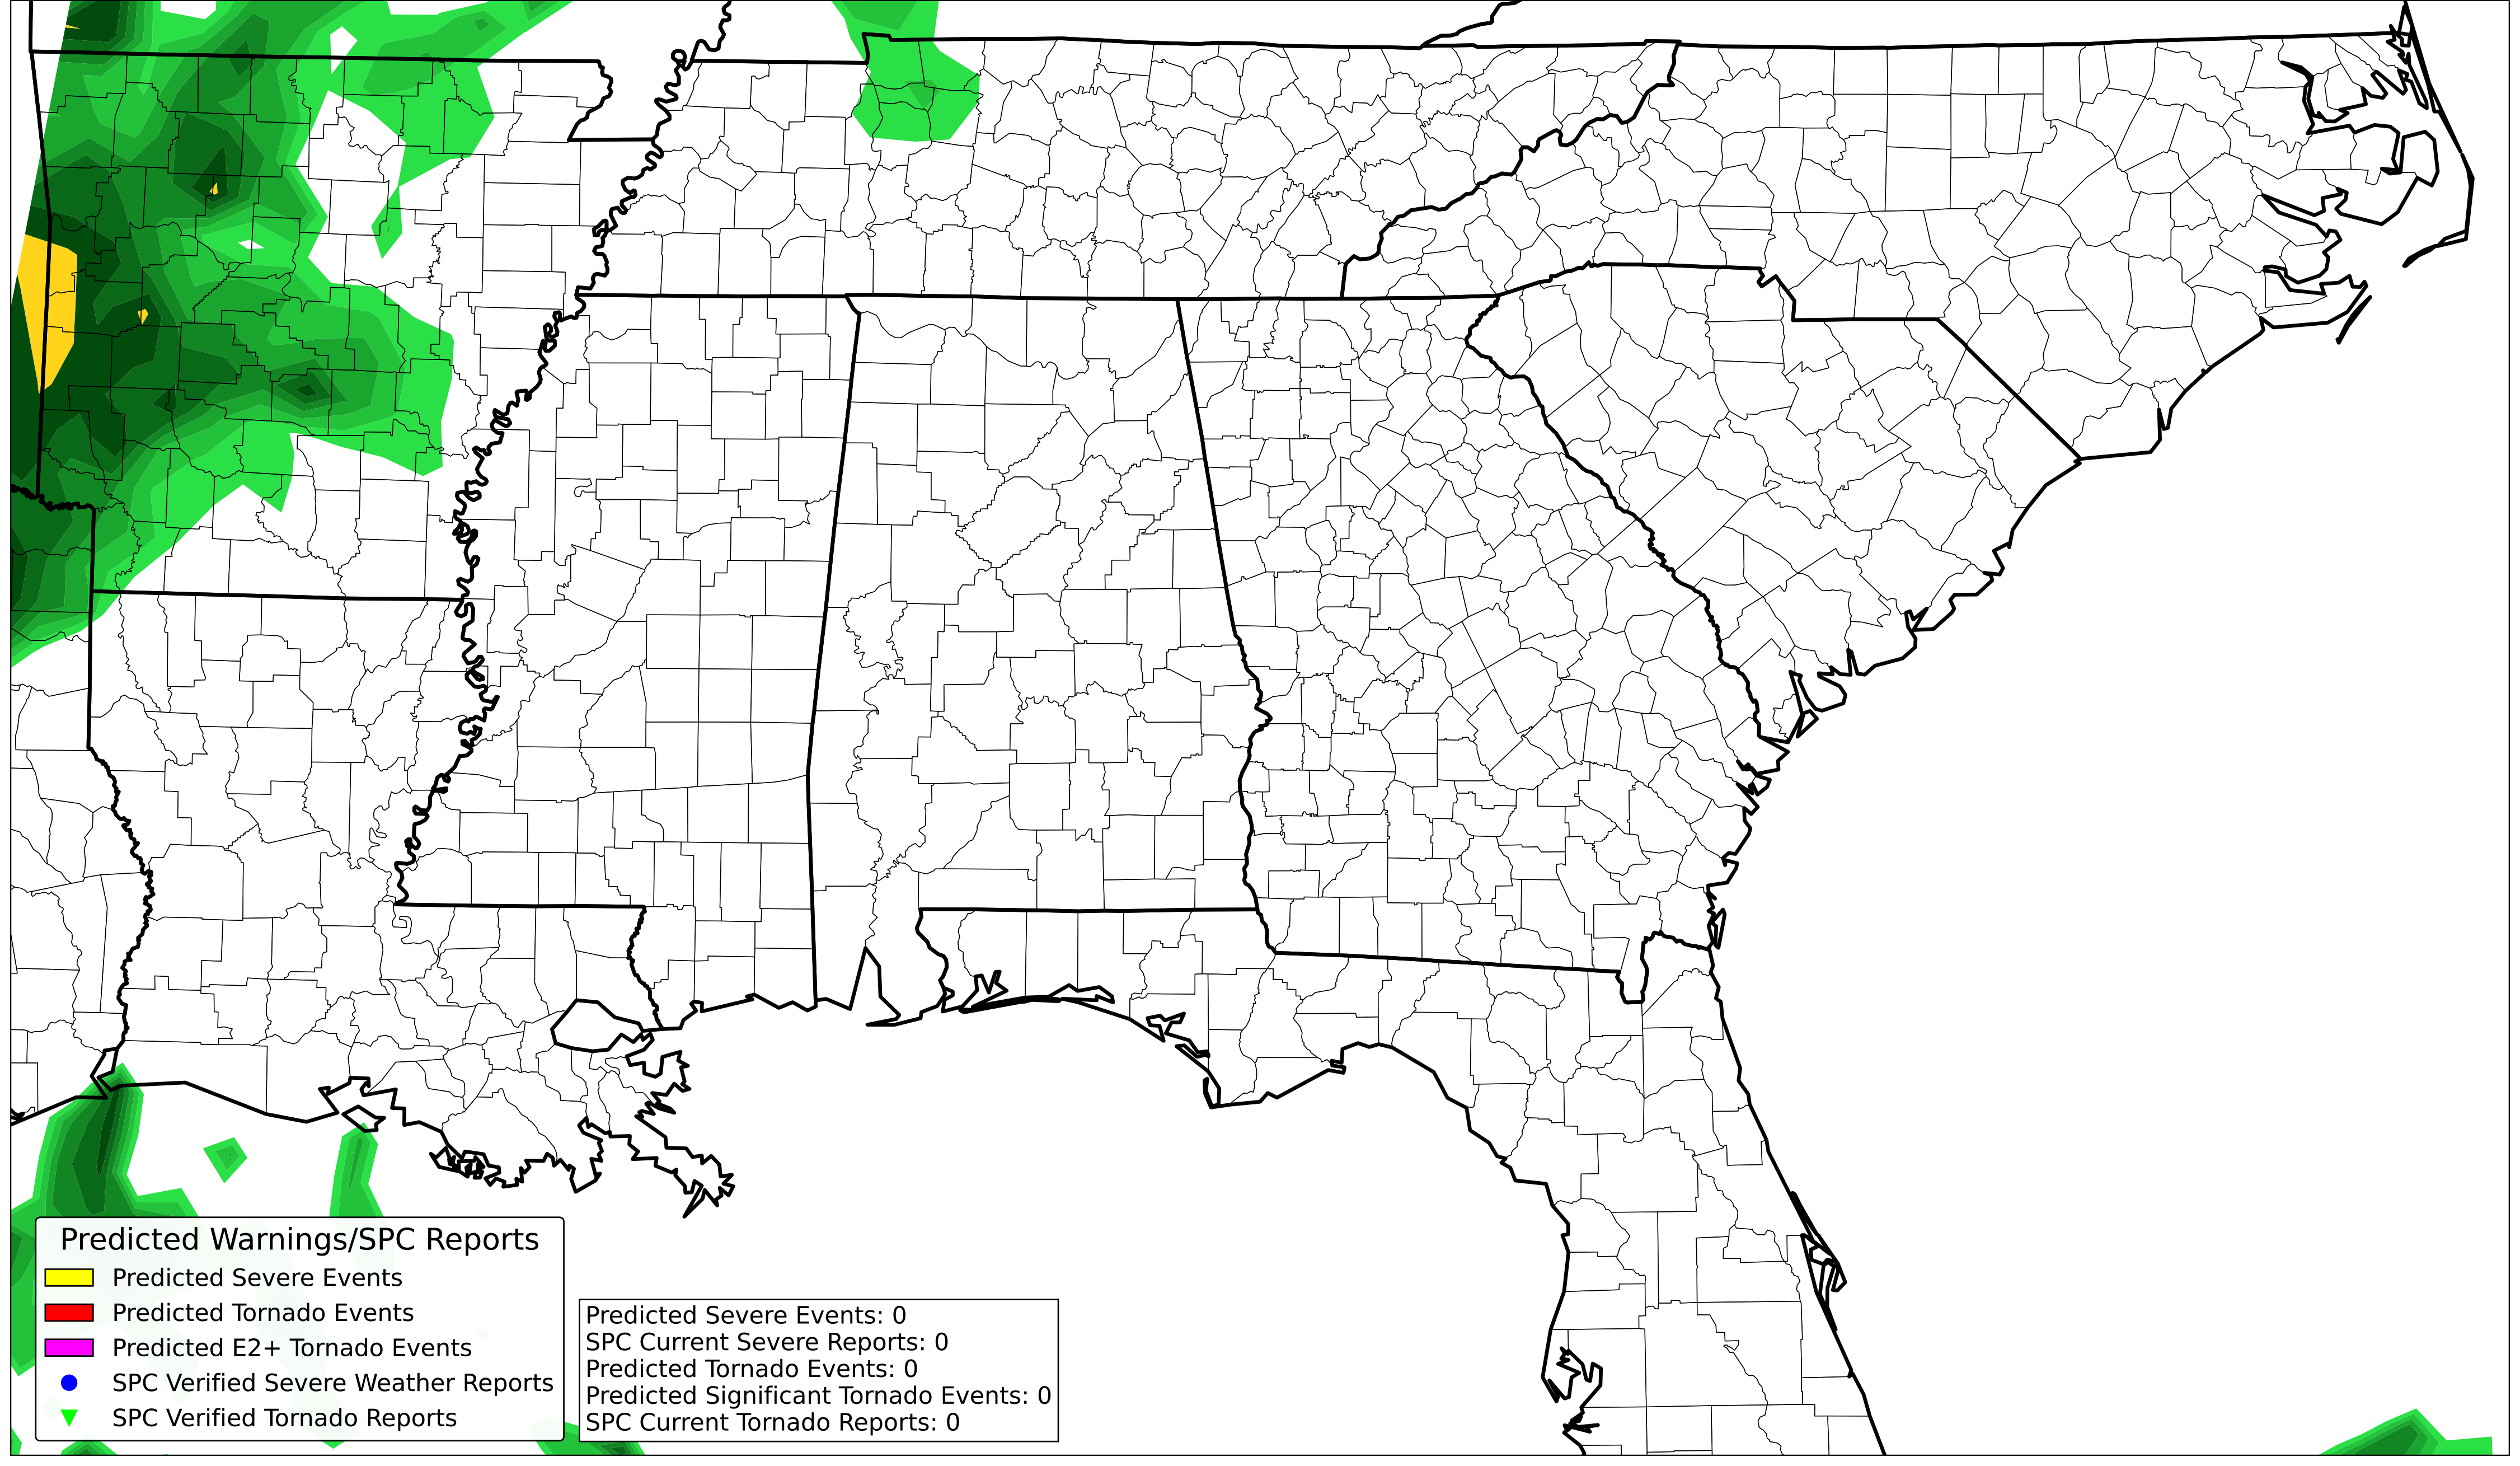 Predicted Warnings/SPC Reports
Predicted Severe Events
Predicted Tornado Events
Predicted E2+ Tornado Events
SPC Verified Severe Weather Reports
SPC Verified Tornado Reports
Predicted Severe Events: 0
SPC Current Severe Reports: 0
Predicted Tornado Events: 0
Predicted Significant Tornado Events: 0
SPC Current Tornado Reports: 0